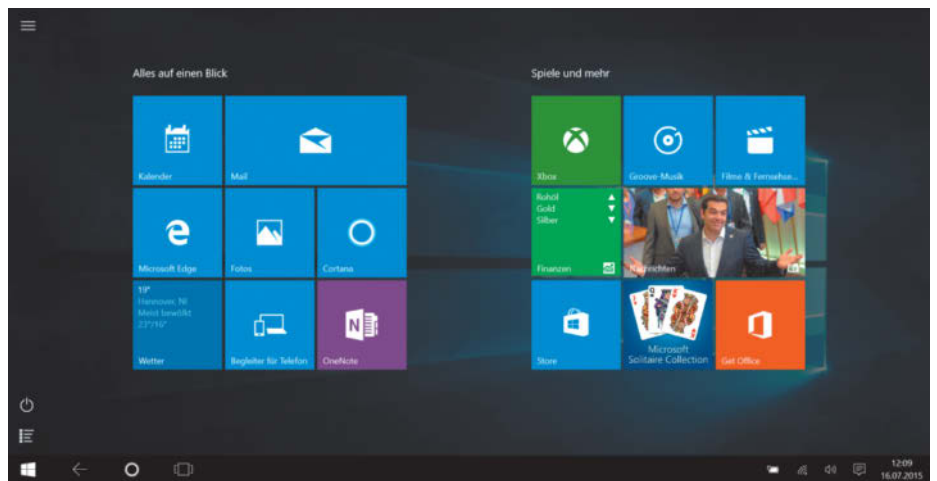 Alles auf einen Blick
Kalender
Mail
Microsoft Edge
Fotos
Cortana
19°
Hannover, NI
Meist bewölkt
23°/16°
Wetter
Begleiter für Telefon
OneNote
Spiele und mehr
Xbox
Groove-Musik
Filme & Fernsehse...
Rohöl
Gold
Silber
Finanzen
Nachrichten
Store
Microsoft
Solitaire Collection
Get Office
12:09
16.07.2015